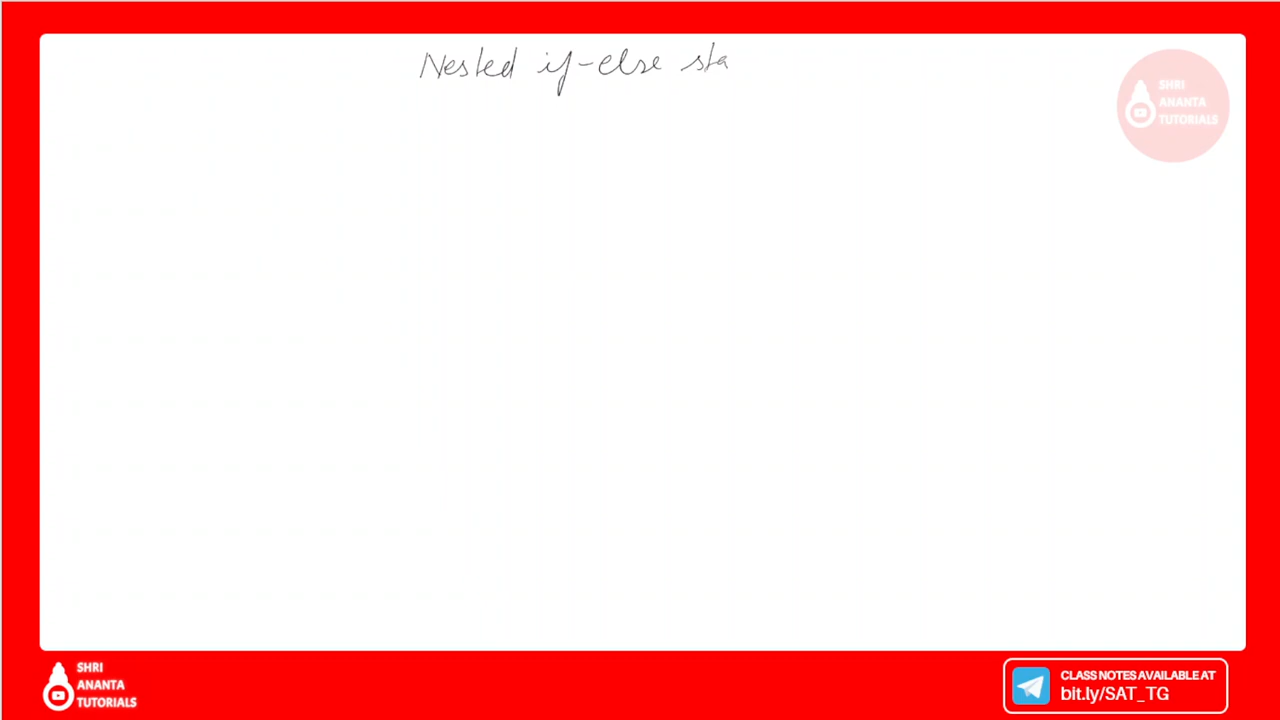 Nested if-else sta
SHRI
ANANTA
TUTORIALS
SHRI
ANANTA
TUTORIALS
CLASS NOTES AVAILABLE AT
bit.ly/SAT_TG